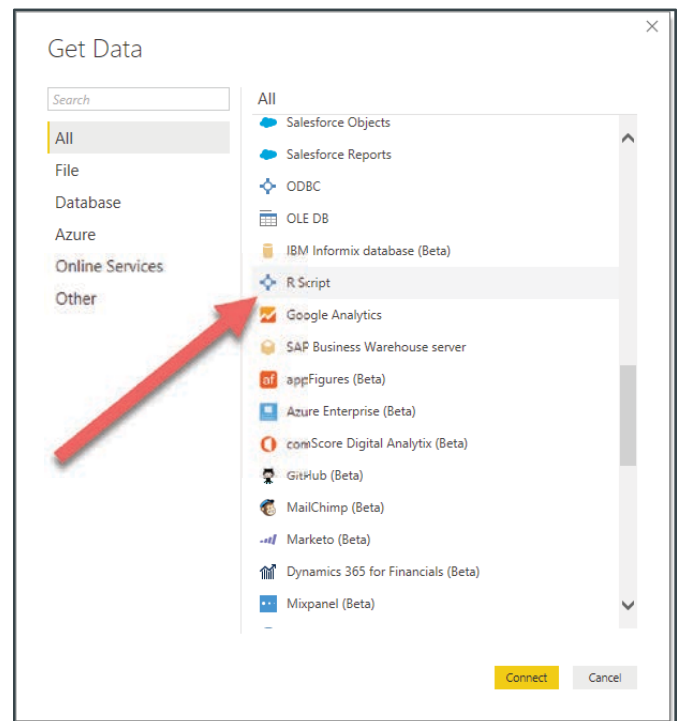 Get Data
Search
All
File
Database
Azure
Online Services
Other
All
Salesforce Objects
Salesforce Reports
ODBC
OLE DB
IBM Informix database (Beta)
R Script
Google Analytics
SAP Business Warehouse server
af appFigures (Beta)
Azure Enterprise (Beta)
comScore Digital Analytix (Beta)
GitHub (Beta)
MailChimp (Beta)
Marketo (Beta)
Dynamics 365 for Financials (Beta)
Mixpanel (Beta)
Connect Cancel